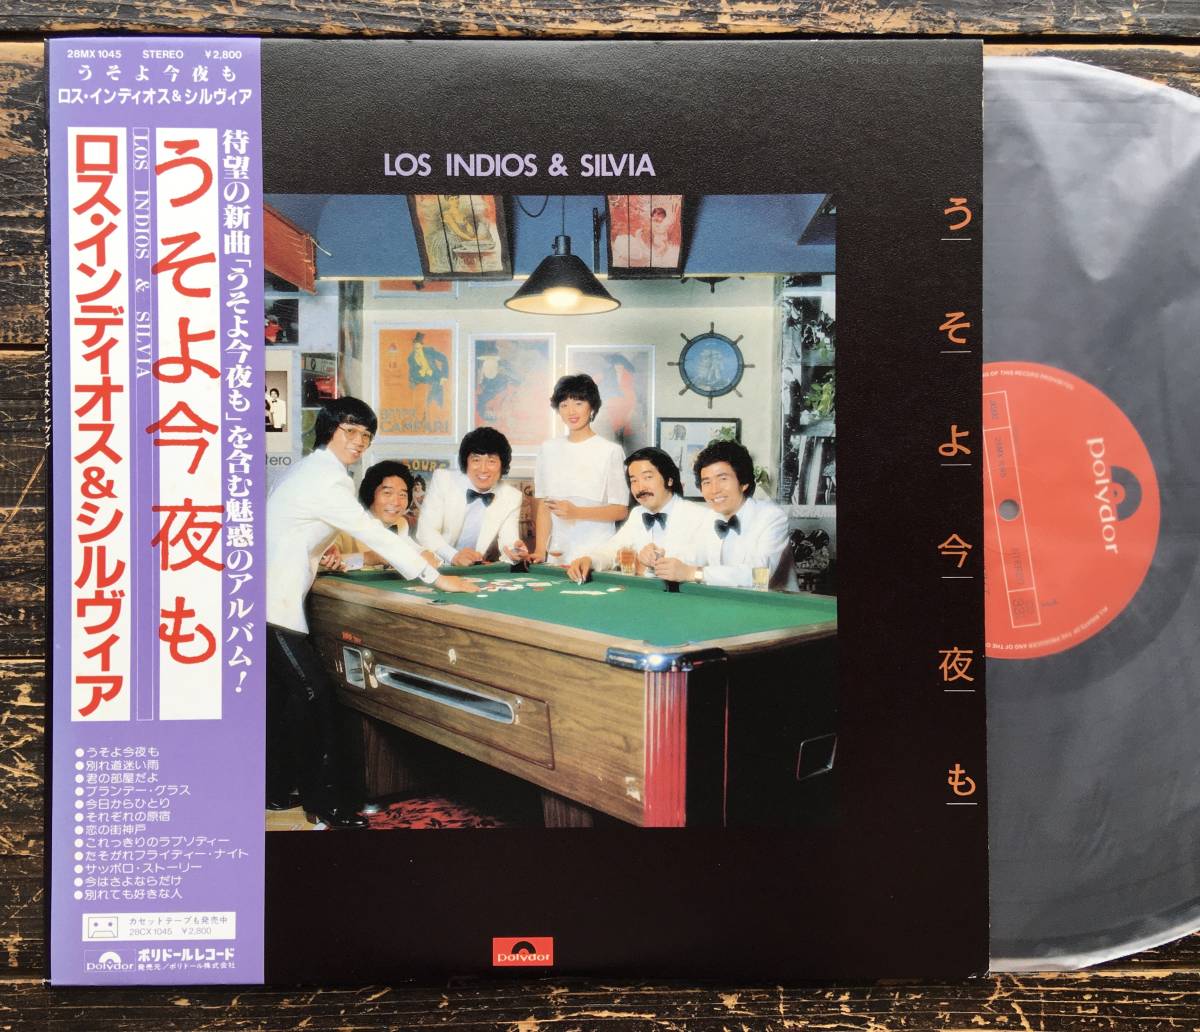 28MX 1045 STEREO ¥2,800
うそよ今夜も
ロス・インディオス&シルヴィア
待望の新曲「うそよ今夜も」を含む魅惑のアルバム!
うそよ今夜も
LOS INDIOS & SILVIA
ロス・インディオス&シルヴィア
●うそよ今夜も
●別れ道迷い雨
●君の部屋だよ
●ブランデー・グラス
●今日からひとり
●それぞれの原宿
●恋の街神戸
●これっきりのラプソディー
●たそがれフライディー・ナイト
●サッポロ・ストーリー
●今はさよならだけ
●別れても好きな人
カセットテープも発売中
28CX1045 ¥2,800
polydor
ポリドールレコード
発売元/ポリドール株式会社
LOS INDIOS & SILVIA
うそよ今夜も
CAMPARI
polydor
polydor
STEREO